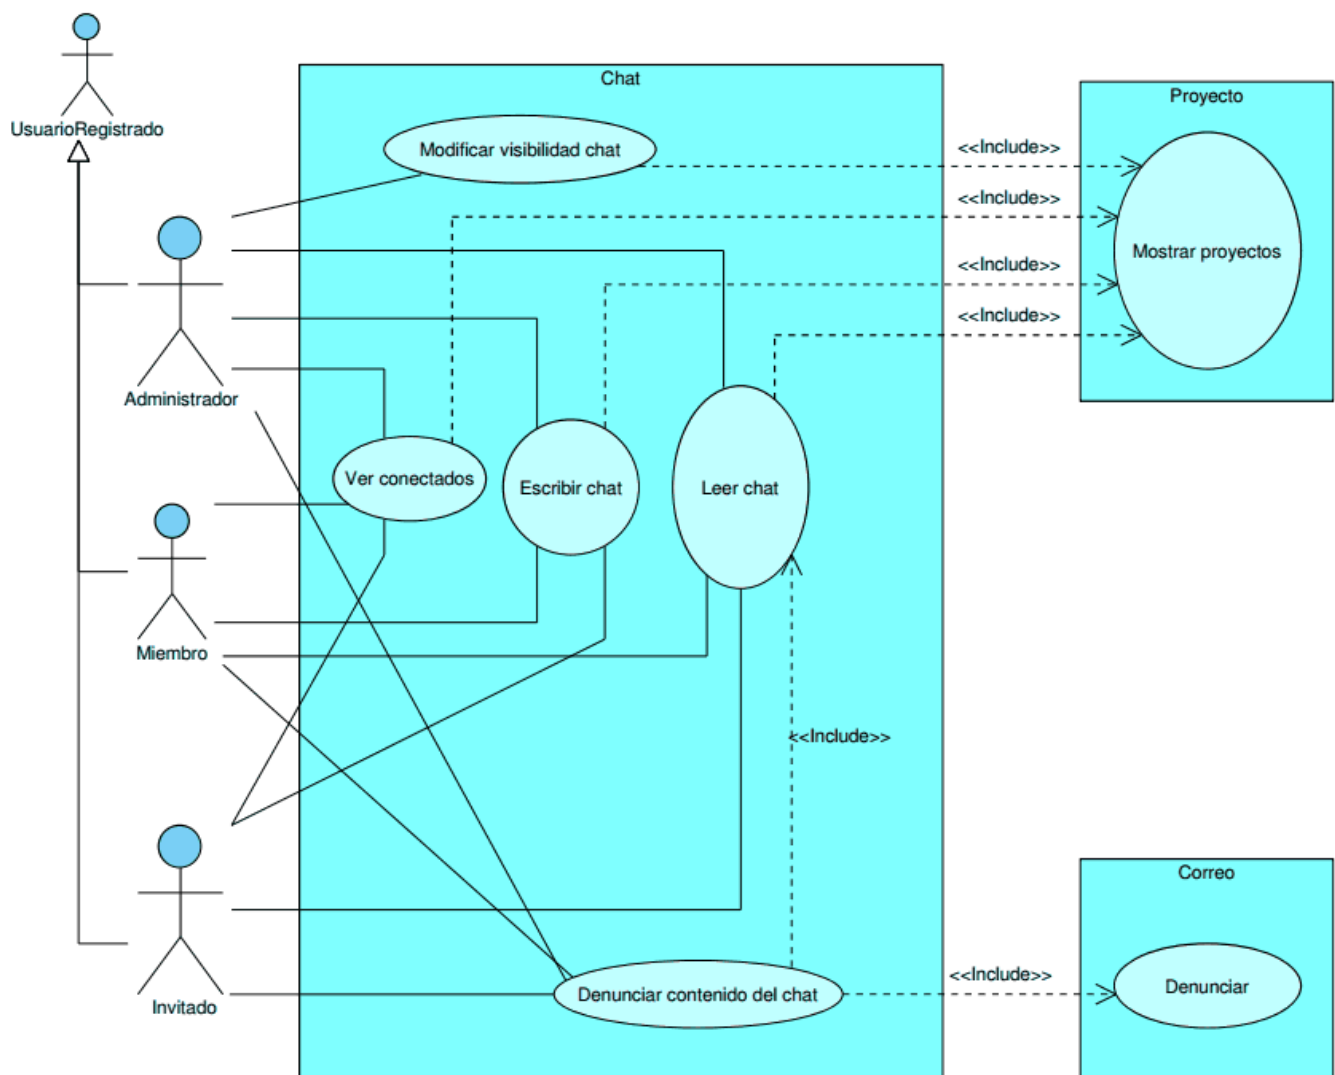 UsuarioRegistrado
Chat
Proyecto
Modificar visibilidad chat
<<Include>>
<<Include>>
Mostrar proyectos
<<Include>>
<<Include>>
Administrador
Ver conectados
Escribir chat
Leer chat
Miembro
<<Include>>
Correo
<<Include>>
Denunciar
Denunciar contenido del chat
Invitado